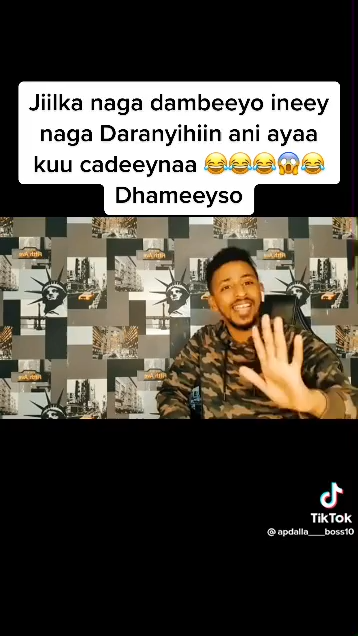 Jiilka naga dambeeyo ineey
naga Daranyihiin ani ayaa
kuu cadeeynaa 😂😂😂😱😂
Dhameeyso
TikTok
@apdalla___boss10